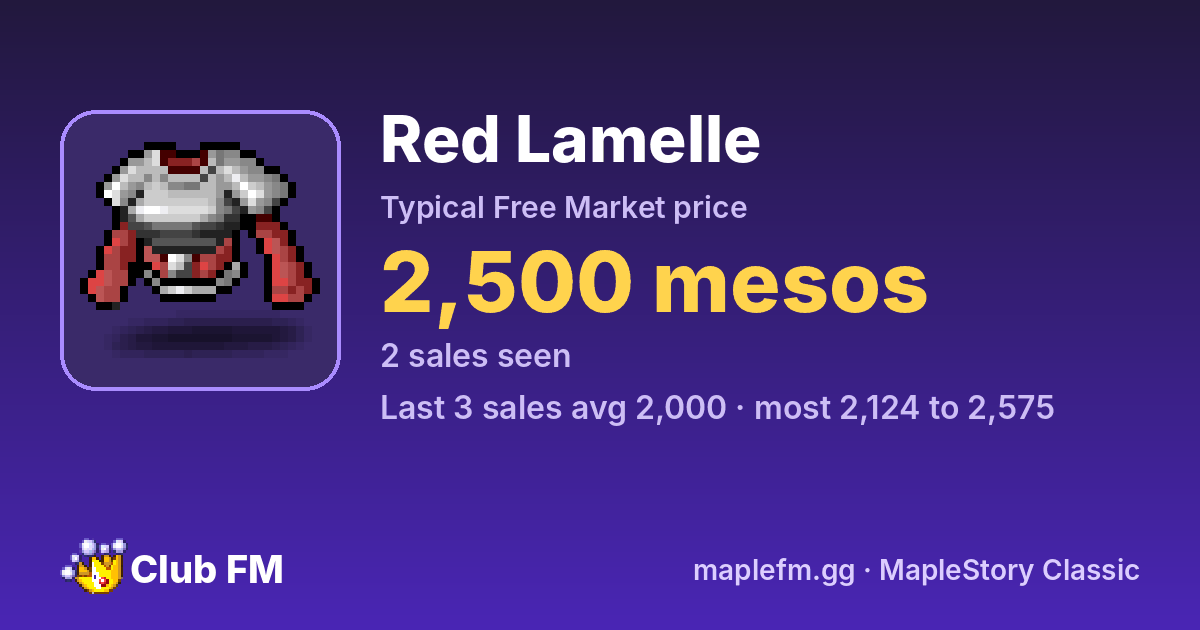 Red Lamelle
Typical Free Market price
2,500 mesos
2 sales seen
Last 3 sales avg 2,000 · most 2,124 to 2,575
Club FM
maplefm.gg · MapleStory Classic